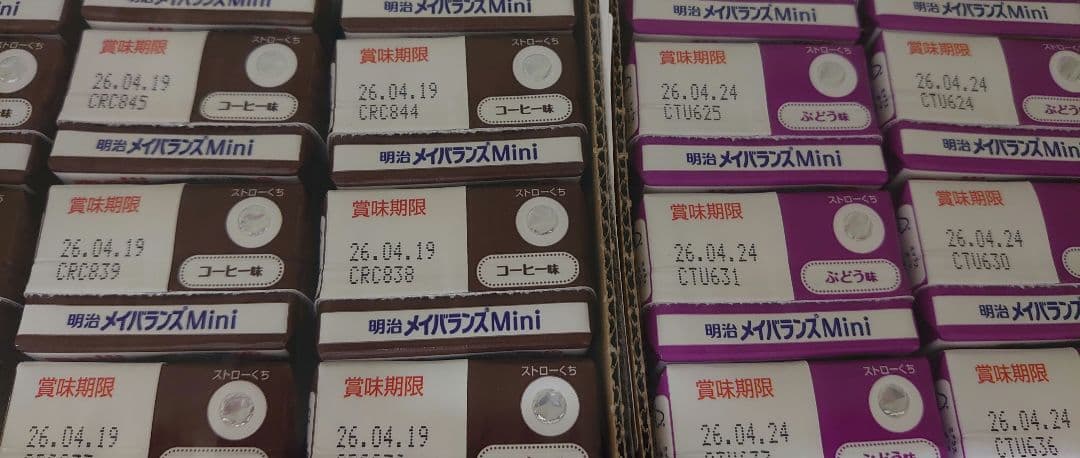 明治 メイバランスMini
明治 メイバランスMini
明治 メイバランスMini
賞味期限
ストローくち
26.04.19
CRC845
コーヒー味
賞味期限
ストローくち
26.04.19
CRC844
コーヒー味
賞味期限
ストローくち
26.04.24
CTU625
ぶどう味
賞味期限
26.04.24
CTU624
ぶどう味
明治 メイバランスMini
明治 メイバランスMini
明治 メイバランスMini
明治 メイバランスMini
賞味期限
ストローくち
26.04.19
CRC839
コーヒー味
賞味期限
ストローくち
26.04.19
CRC838
コーヒー味
賞味期限
ストローくち
26.04.24
CTU631
ぶどう味
賞味期限
26.04.24
CTU630
明治 メイバランスMini
明治 メイバランスMini
明治 メイバランスMini
明治 メイバランスMini
賞味期限
ストローくち
26.04.19
賞味期限
ストローくち
26.04.19
賞味期限
ストローくち
26.04.24
賞味期限
26.04.24
CTU636